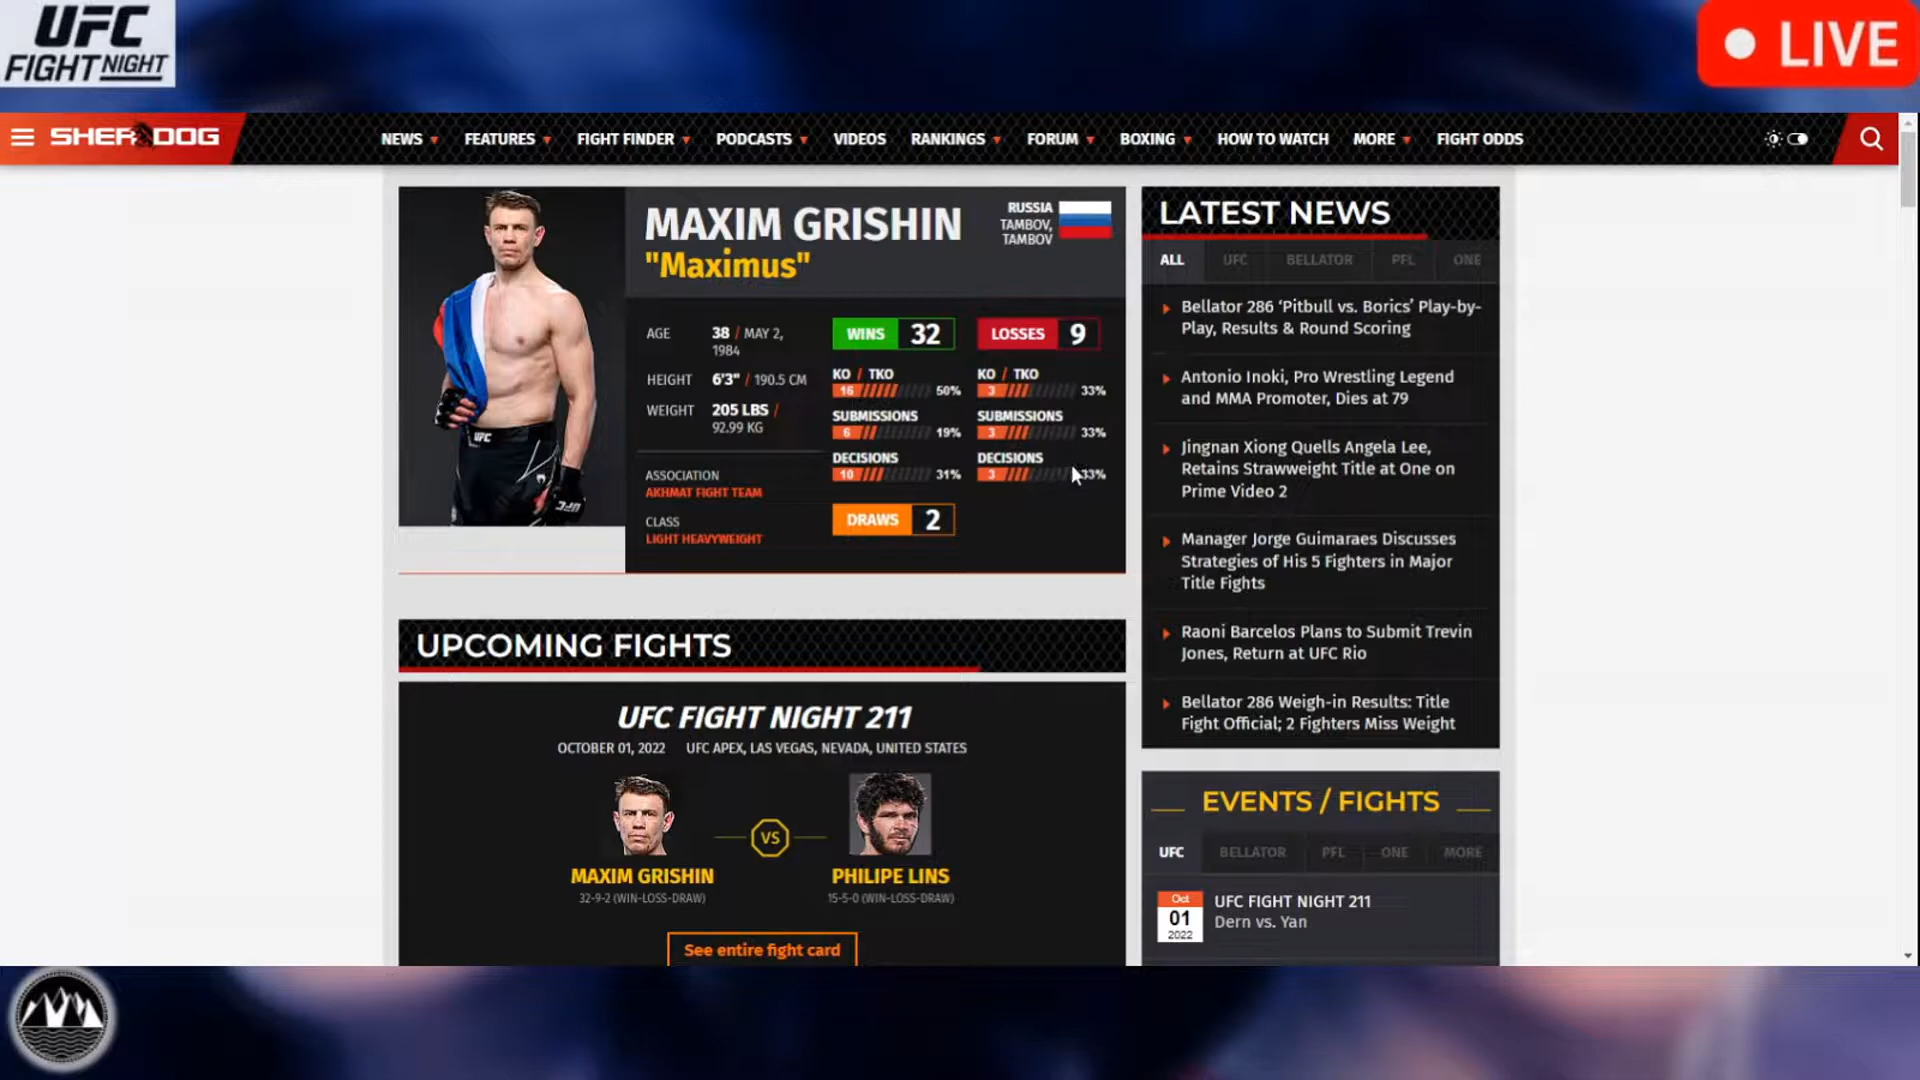 UFC
FIGHT NIGHT
LIVE
SHERDOG
NEWS
FEATURES
FIGHT FINDER
PODCASTS
VIDEOS
RANKINGS
FORUM
BOXING
HOW TO WATCH
MORE
FIGHT ODDS
MAXIM GRISHIN
"Maximus"
RUSSIA
TAMBOV,
TAMBOV
AGE
38 / MAY 2,
1984
HEIGHT
6'3" / 190.5 CM
WEIGHT
205 LBS /
92.99 KG
ASSOCIATION
AKHMAT FIGHT TEAM
CLASS
LIGHT HEAVYWEIGHT
WINS 32
KO / TKO
16 50%
SUBMISSIONS
6 19%
DECISIONS
10 31%
LOSSES 9
KO / TKO
3 33%
SUBMISSIONS
3 33%
DECISIONS
3 33%
DRAWS 2
UFC
UPCOMING FIGHTS
UFC FIGHT NIGHT 211
OCTOBER 01, 2022 UFC APEX, LAS VEGAS, NEVADA, UNITED STATES
VS
MAXIM GRISHIN
32-9-2 (WIN-LOSS-DRAW)
PHILIPE LINS
15-5-0 (WIN-LOSS-DRAW)
See entire fight card
LATEST NEWS
ALL UFC BELLATOR PFL ONE
Bellator 286 ‘Pitbull vs. Borics’ Play-by-
Play, Results & Round Scoring
Antonio Inoki, Pro Wrestling Legend
and MMA Promoter, Dies at 79
Jingnan Xiong Quells Angela Lee,
Retains Strawweight Title at One on
Prime Video 2
Manager Jorge Guimaraes Discusses
Strategies of His 5 Fighters in Major
Title Fights
Raoni Barcelos Plans to Submit Trevin
Jones, Return at UFC Rio
Bellator 286 Weigh-in Results: Title
Fight Official; 2 Fighters Miss Weight
EVENTS / FIGHTS
UFC BELLATOR PFL ONE MORE
Oct
01
2022
UFC FIGHT NIGHT 211
Dern vs. Yan